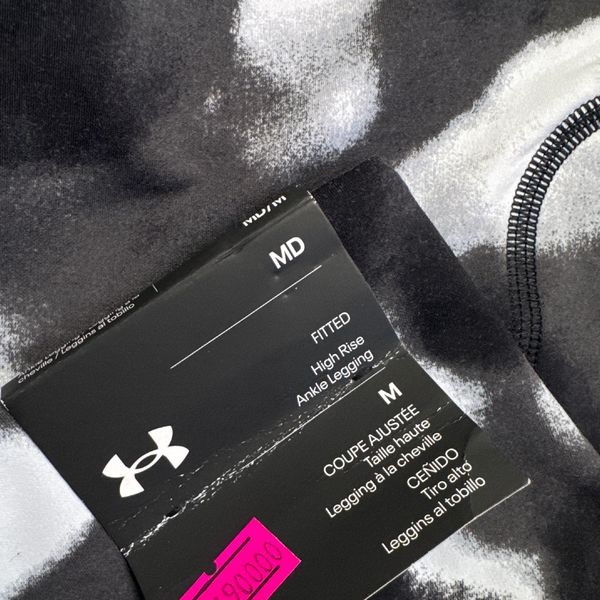 MD/M
MD
FITTED
High Rise
Ankle Legging
M
COUPE AJUSTÉE
Taille haute
Legging à la cheville
CEÑIDO
Tiro alto
Leggins al tobillo
cheville / Leggins al tobillo
90000